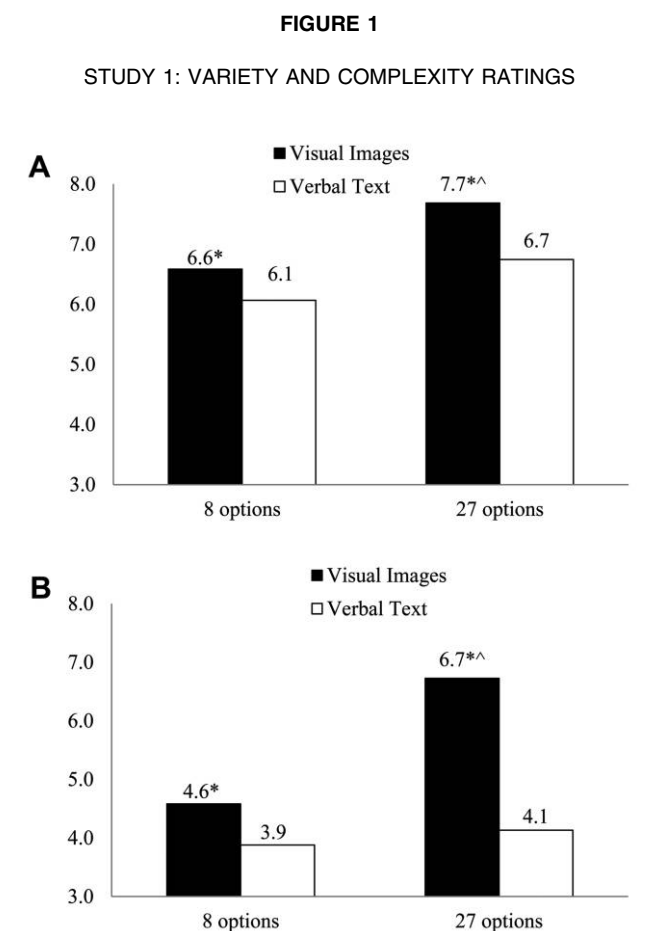 FIGURE 1
STUDY 1: VARIETY AND COMPLEXITY RATINGS
A
■ Visual Images
□ Verbal Text
8.0
7.0
6.0
5.0
4.0
3.0
6.6*
6.1
7.7*^
6.7
8 options
27 options
B
■ Visual Images
□ Verbal Text
8.0
7.0
6.0
5.0
4.0
3.0
4.6*
3.9
6.7*^
4.1
8 options
27 options